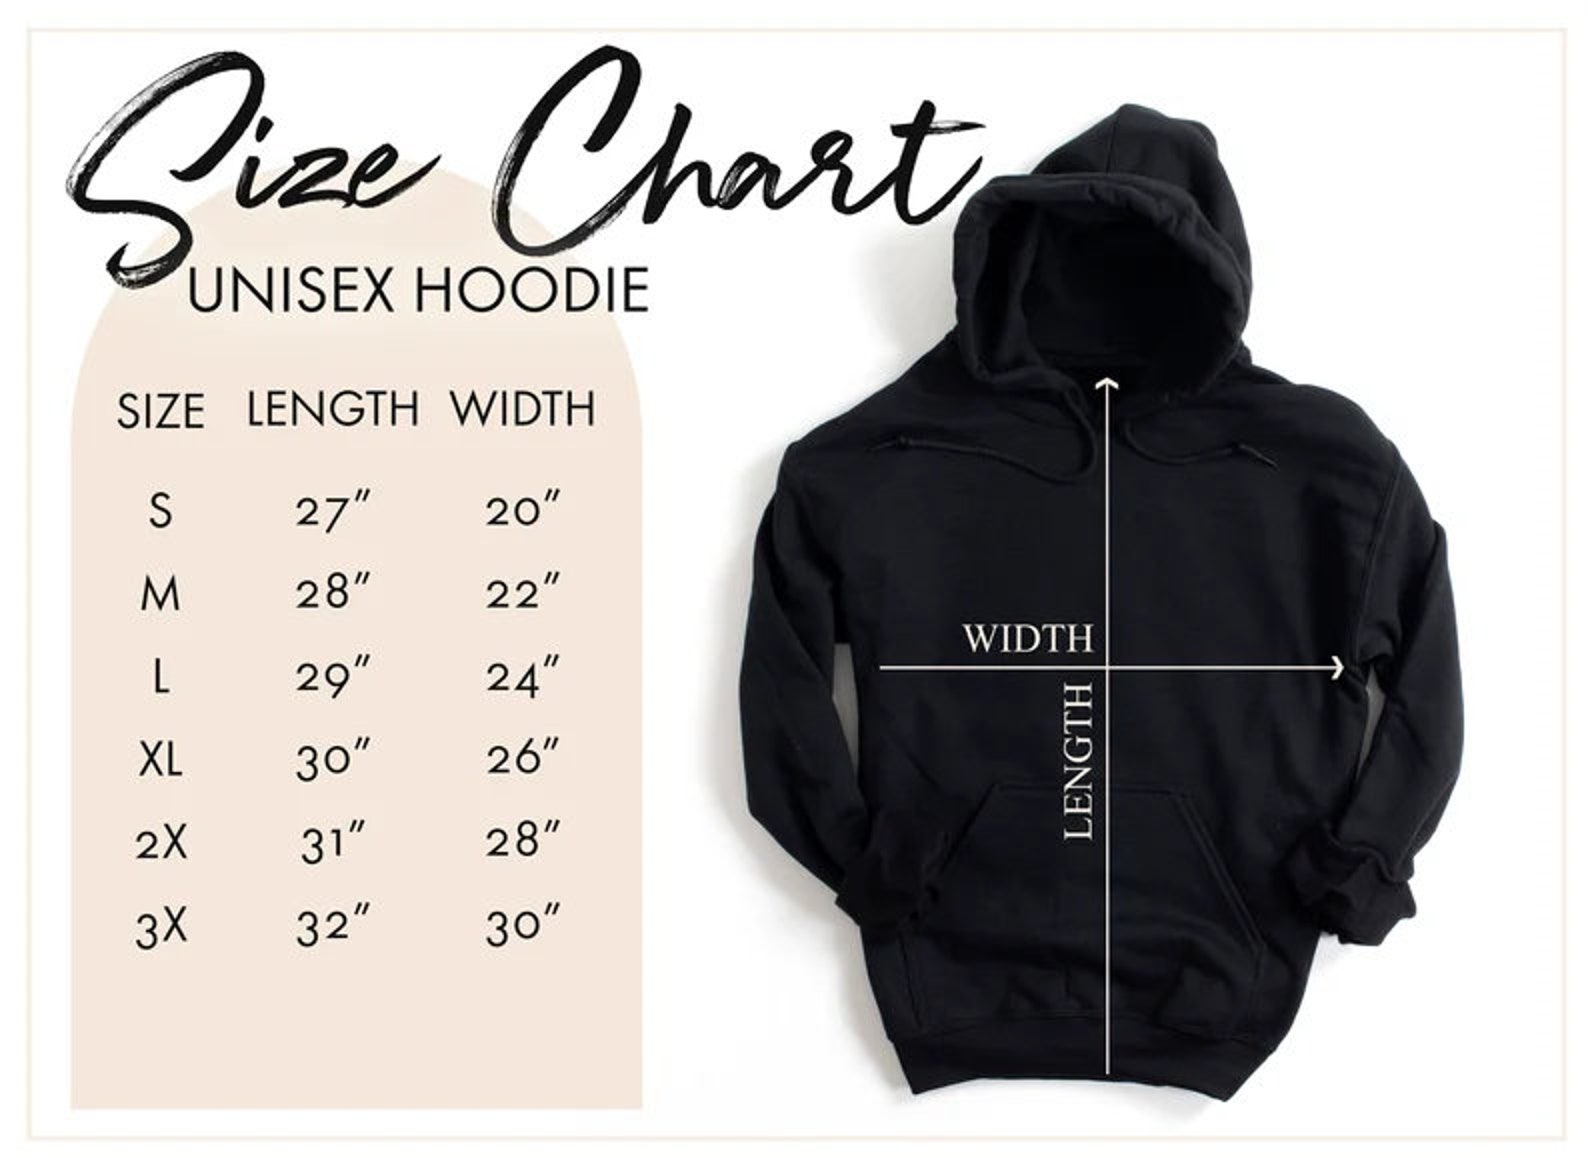 Size Chart
UNISEX HOODIE
SIZE LENGTH WIDTH
S 27" 20"
M 28" 22"
L 29" 24"
XL 30" 26"
2X 31" 28"
3X 32" 30"
WIDTH
LENGTH